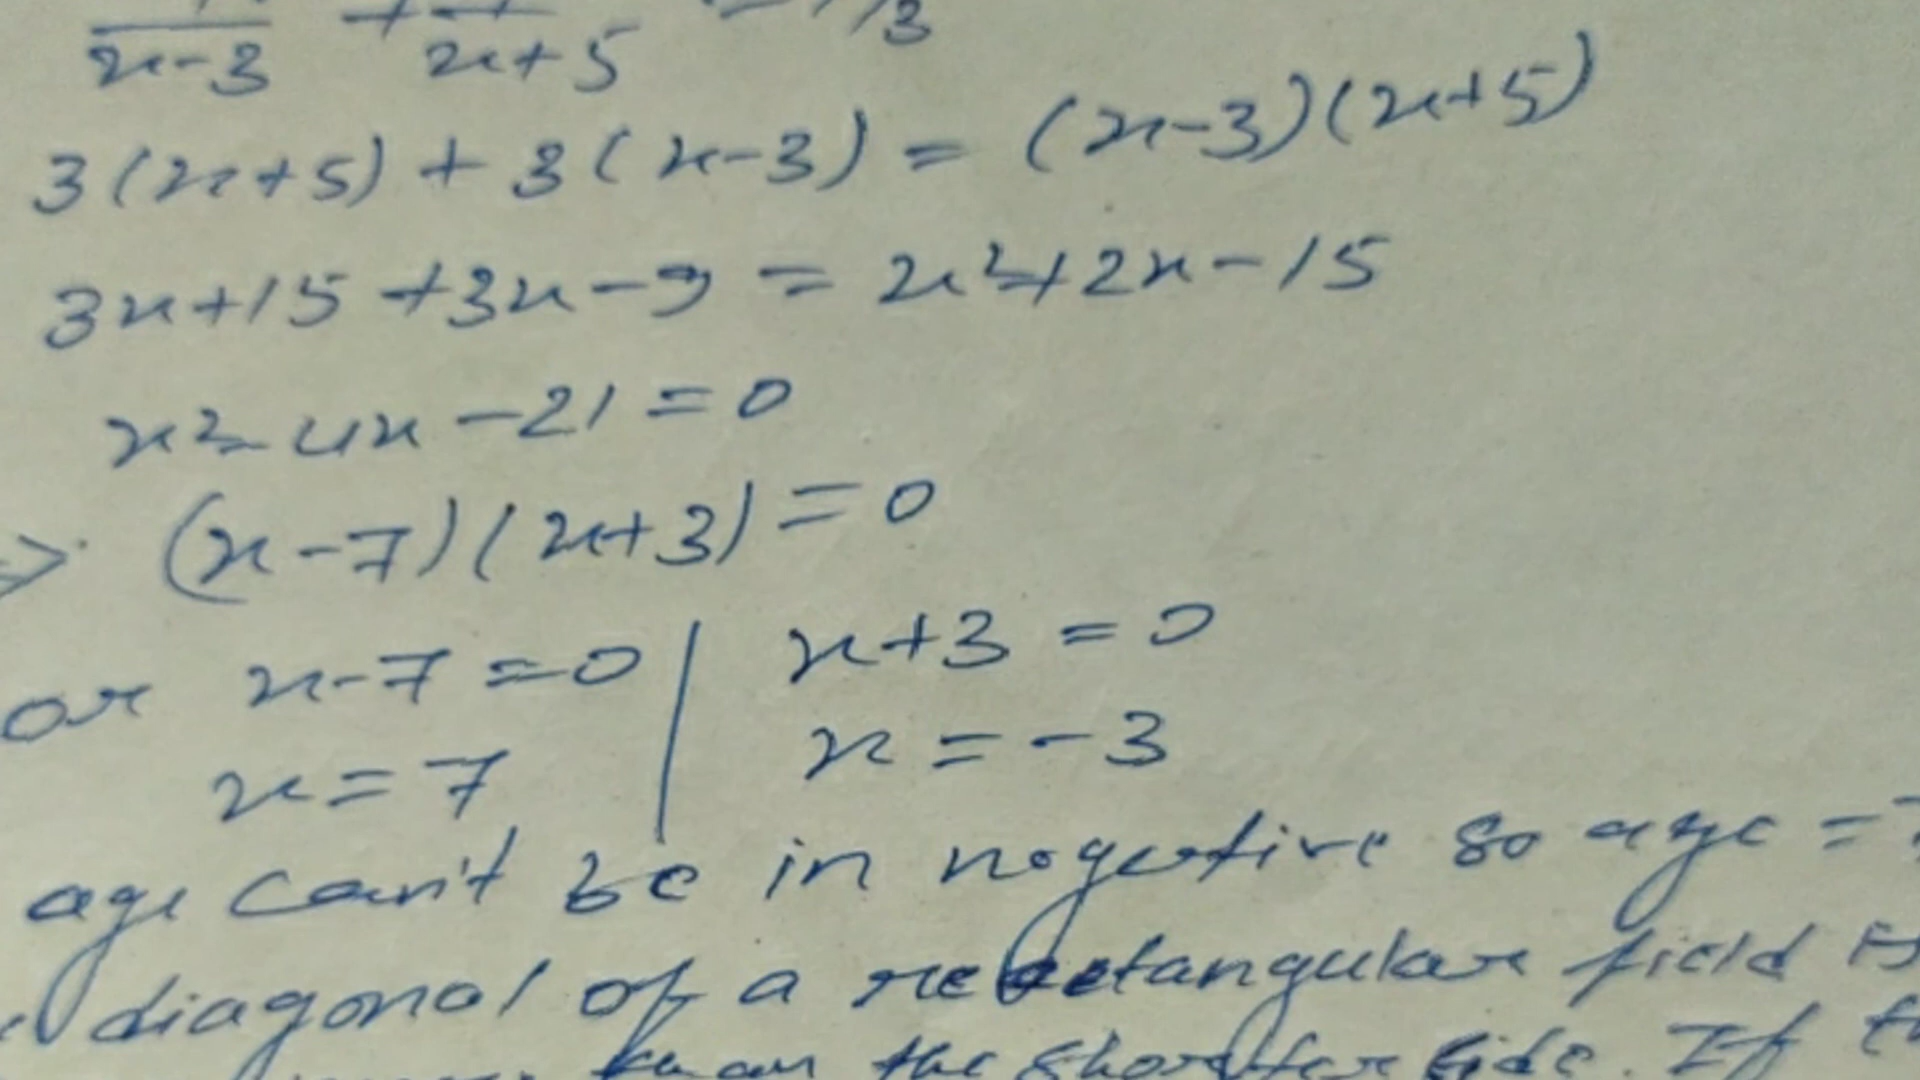 x-3 + x+5 = 1/3
3(x+5) + 3(x-3) = (x-3)(x+5)
3x+15 +3x-9 = x²+2x-15
x²-4x-21 = 0
=> (x-7)(x+3) = 0
or x-7 = 0 | x+3 = 0
x = 7 | x = -3
age can't be in negative so age =
diagonal of a rectangular field is
than the shorter side. If